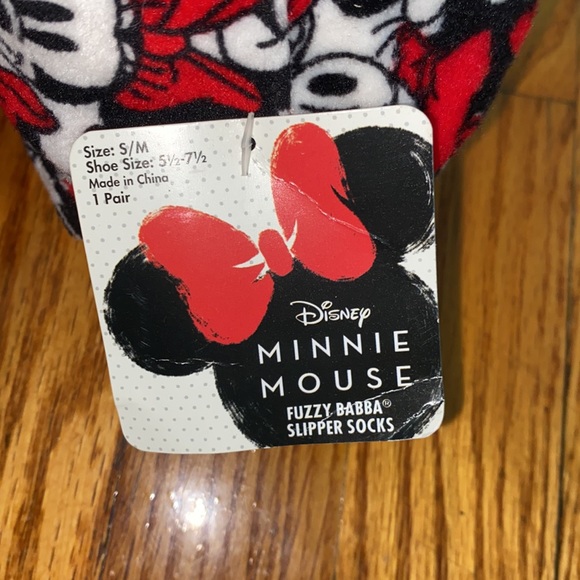 Size: S/M
Shoe Size: 5½-7½
Made in China
1 Pair
Disney
MINNIE
MOUSE
FUZZY BABBA®
SLIPPER SOCKS